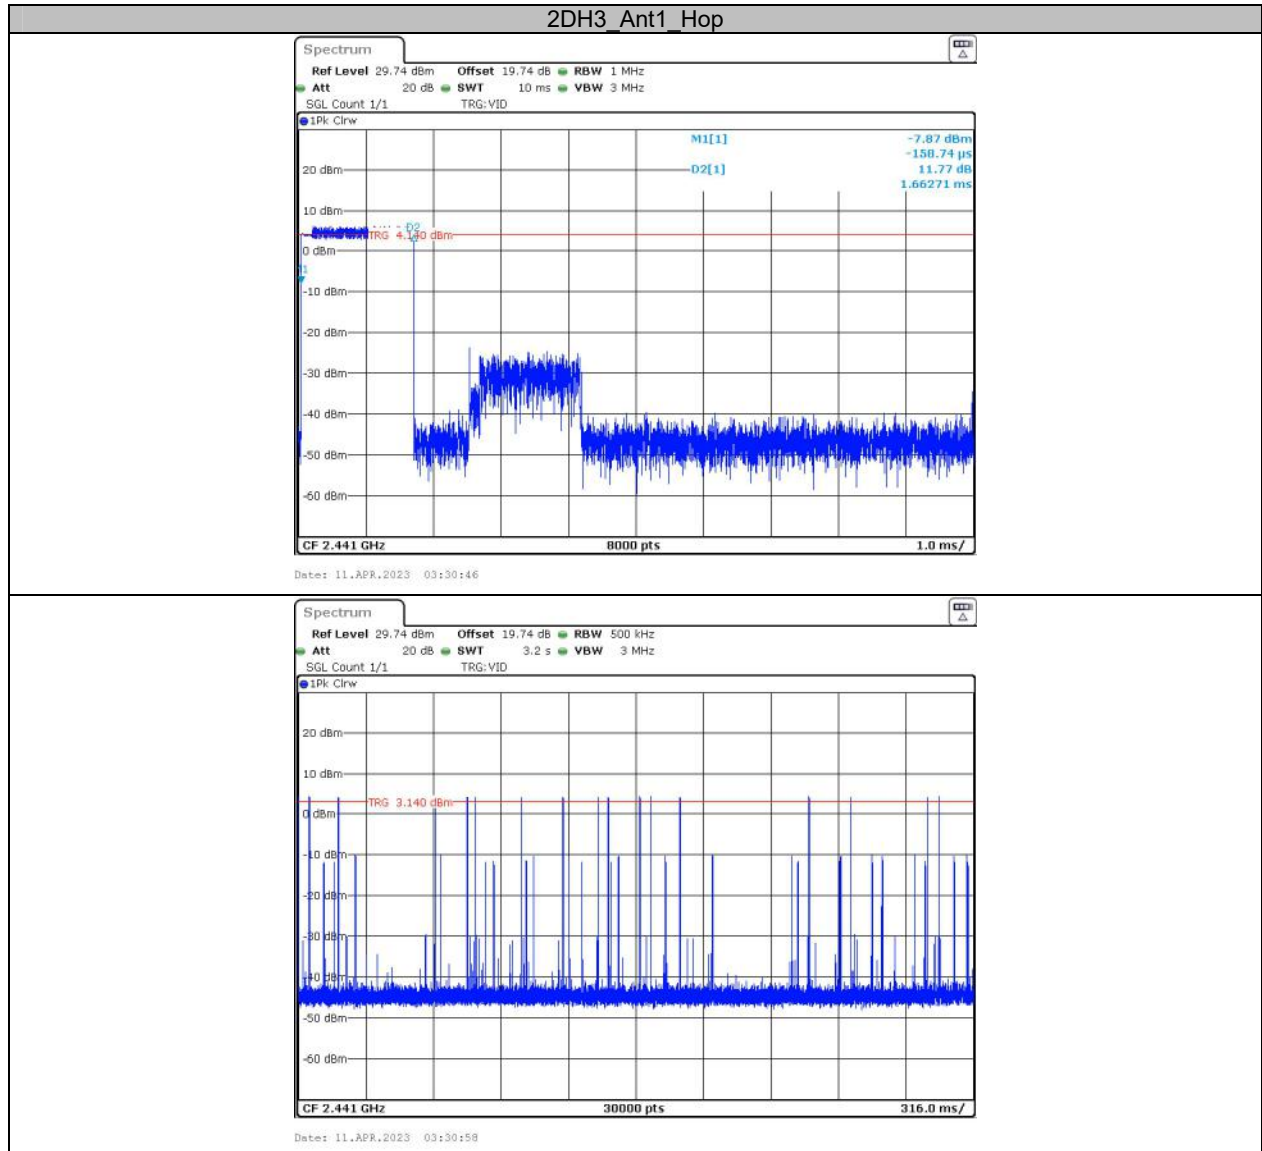 2DH3_Ant1_Hop
Spectrum
Ref Level 29.74 dBm Offset 19.74 dB RBW 1 MHz
Att 20 dB SWT 10 ms VBW 3 MHz
SGL Count 1/1 TRG:VID
1Pk Clrw
M1[1] -7.87 dBm
-158.74 µs
D2[1] 11.77 dB
1.66271 ms
20 dBm
10 dBm
D2
TRG 4.140 dBm
0 dBm
-10 dBm
-20 dBm
-30 dBm
-40 dBm
-50 dBm
-60 dBm
CF 2.441 GHz 8000 pts 1.0 ms/
Date: 11.APR.2023 03:30:46
Spectrum
Ref Level 29.74 dBm Offset 19.74 dB RBW 500 kHz
Att 20 dB SWT 3.2 s VBW 3 MHz
SGL Count 1/1 TRG:VID
1Pk Clrw
20 dBm
10 dBm
TRG 3.140 dBm
0 dBm
-10 dBm
-20 dBm
-30 dBm
-40 dBm
-50 dBm
-60 dBm
CF 2.441 GHz 30000 pts 316.0 ms/
Date: 11.APR.2023 03:30:58